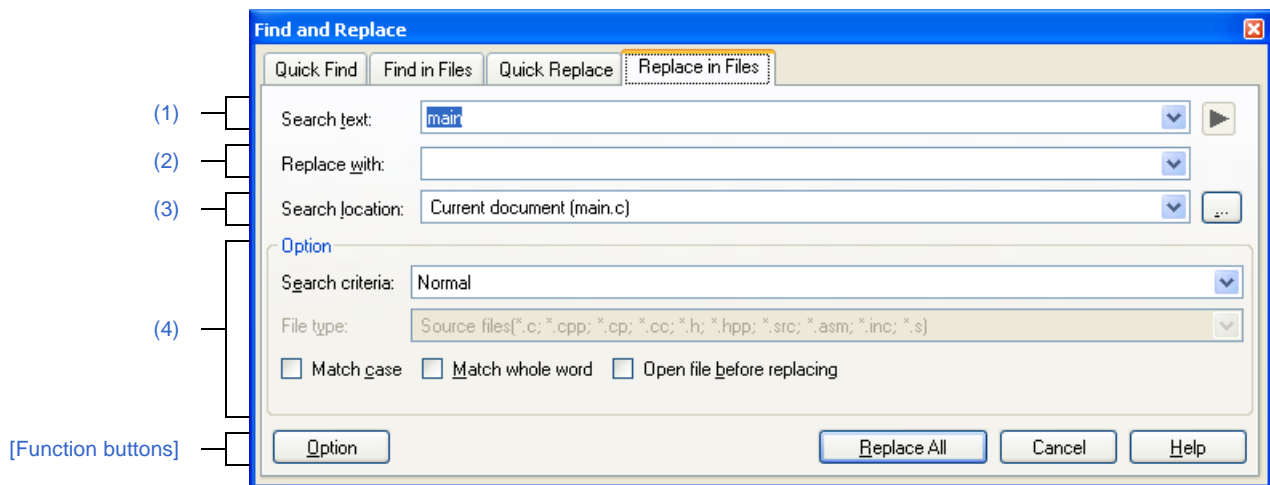 Find and Replace
Quick Find Find in Files Quick Replace Replace in Files
(1) Search text: main
(2) Replace with:
(3) Search location: Current document (main.c) ...
Option
Search criteria: Normal
(4) File type: Source files(*.c; *.cpp; *.cp; *.cc; *.h; *.hpp; *.src; *.asm; *.inc; *.s)
Match case Match whole word Open file before replacing
[Function buttons] Option Replace All Cancel Help